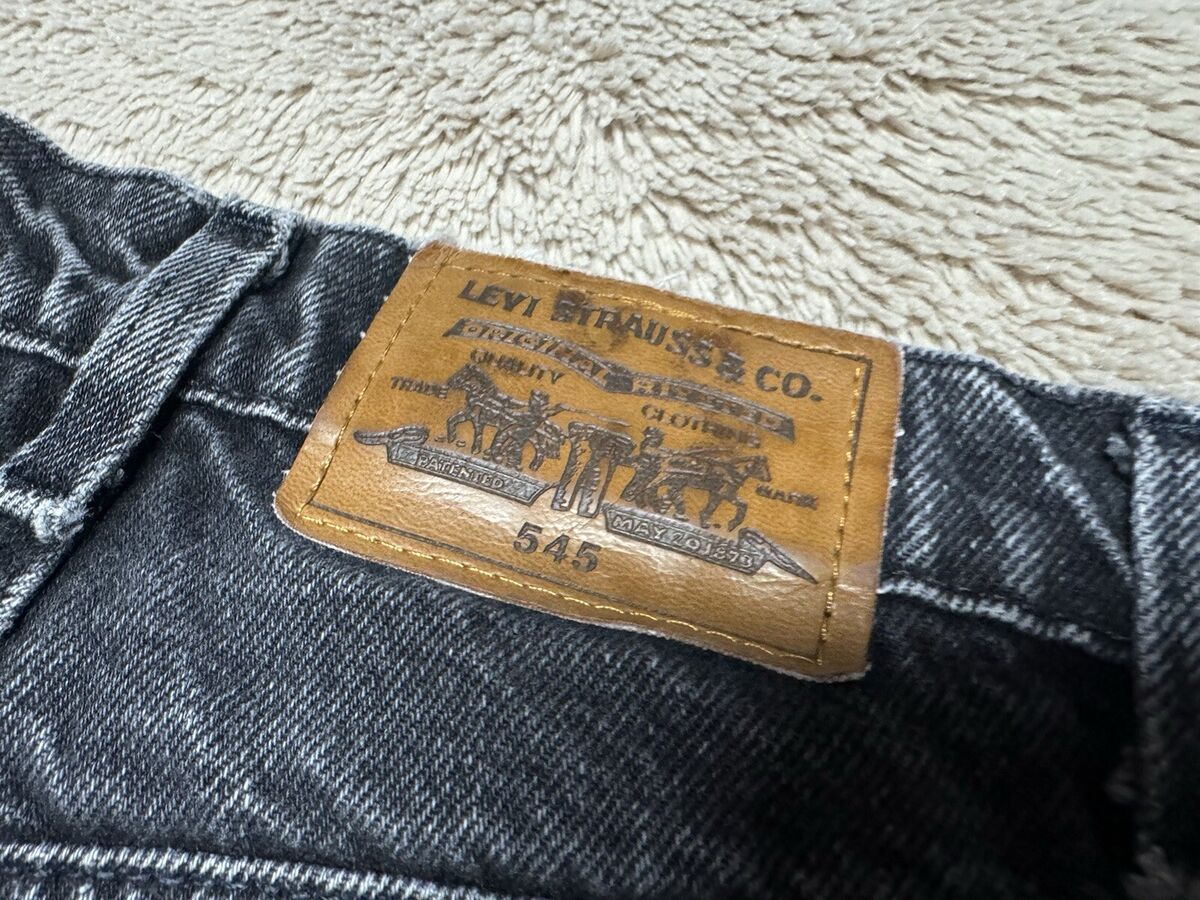 LEVI STRAUSS & CO.
QUALITY CLOTHING
TRADE MARK
PATENTED MAY 20 1873
545